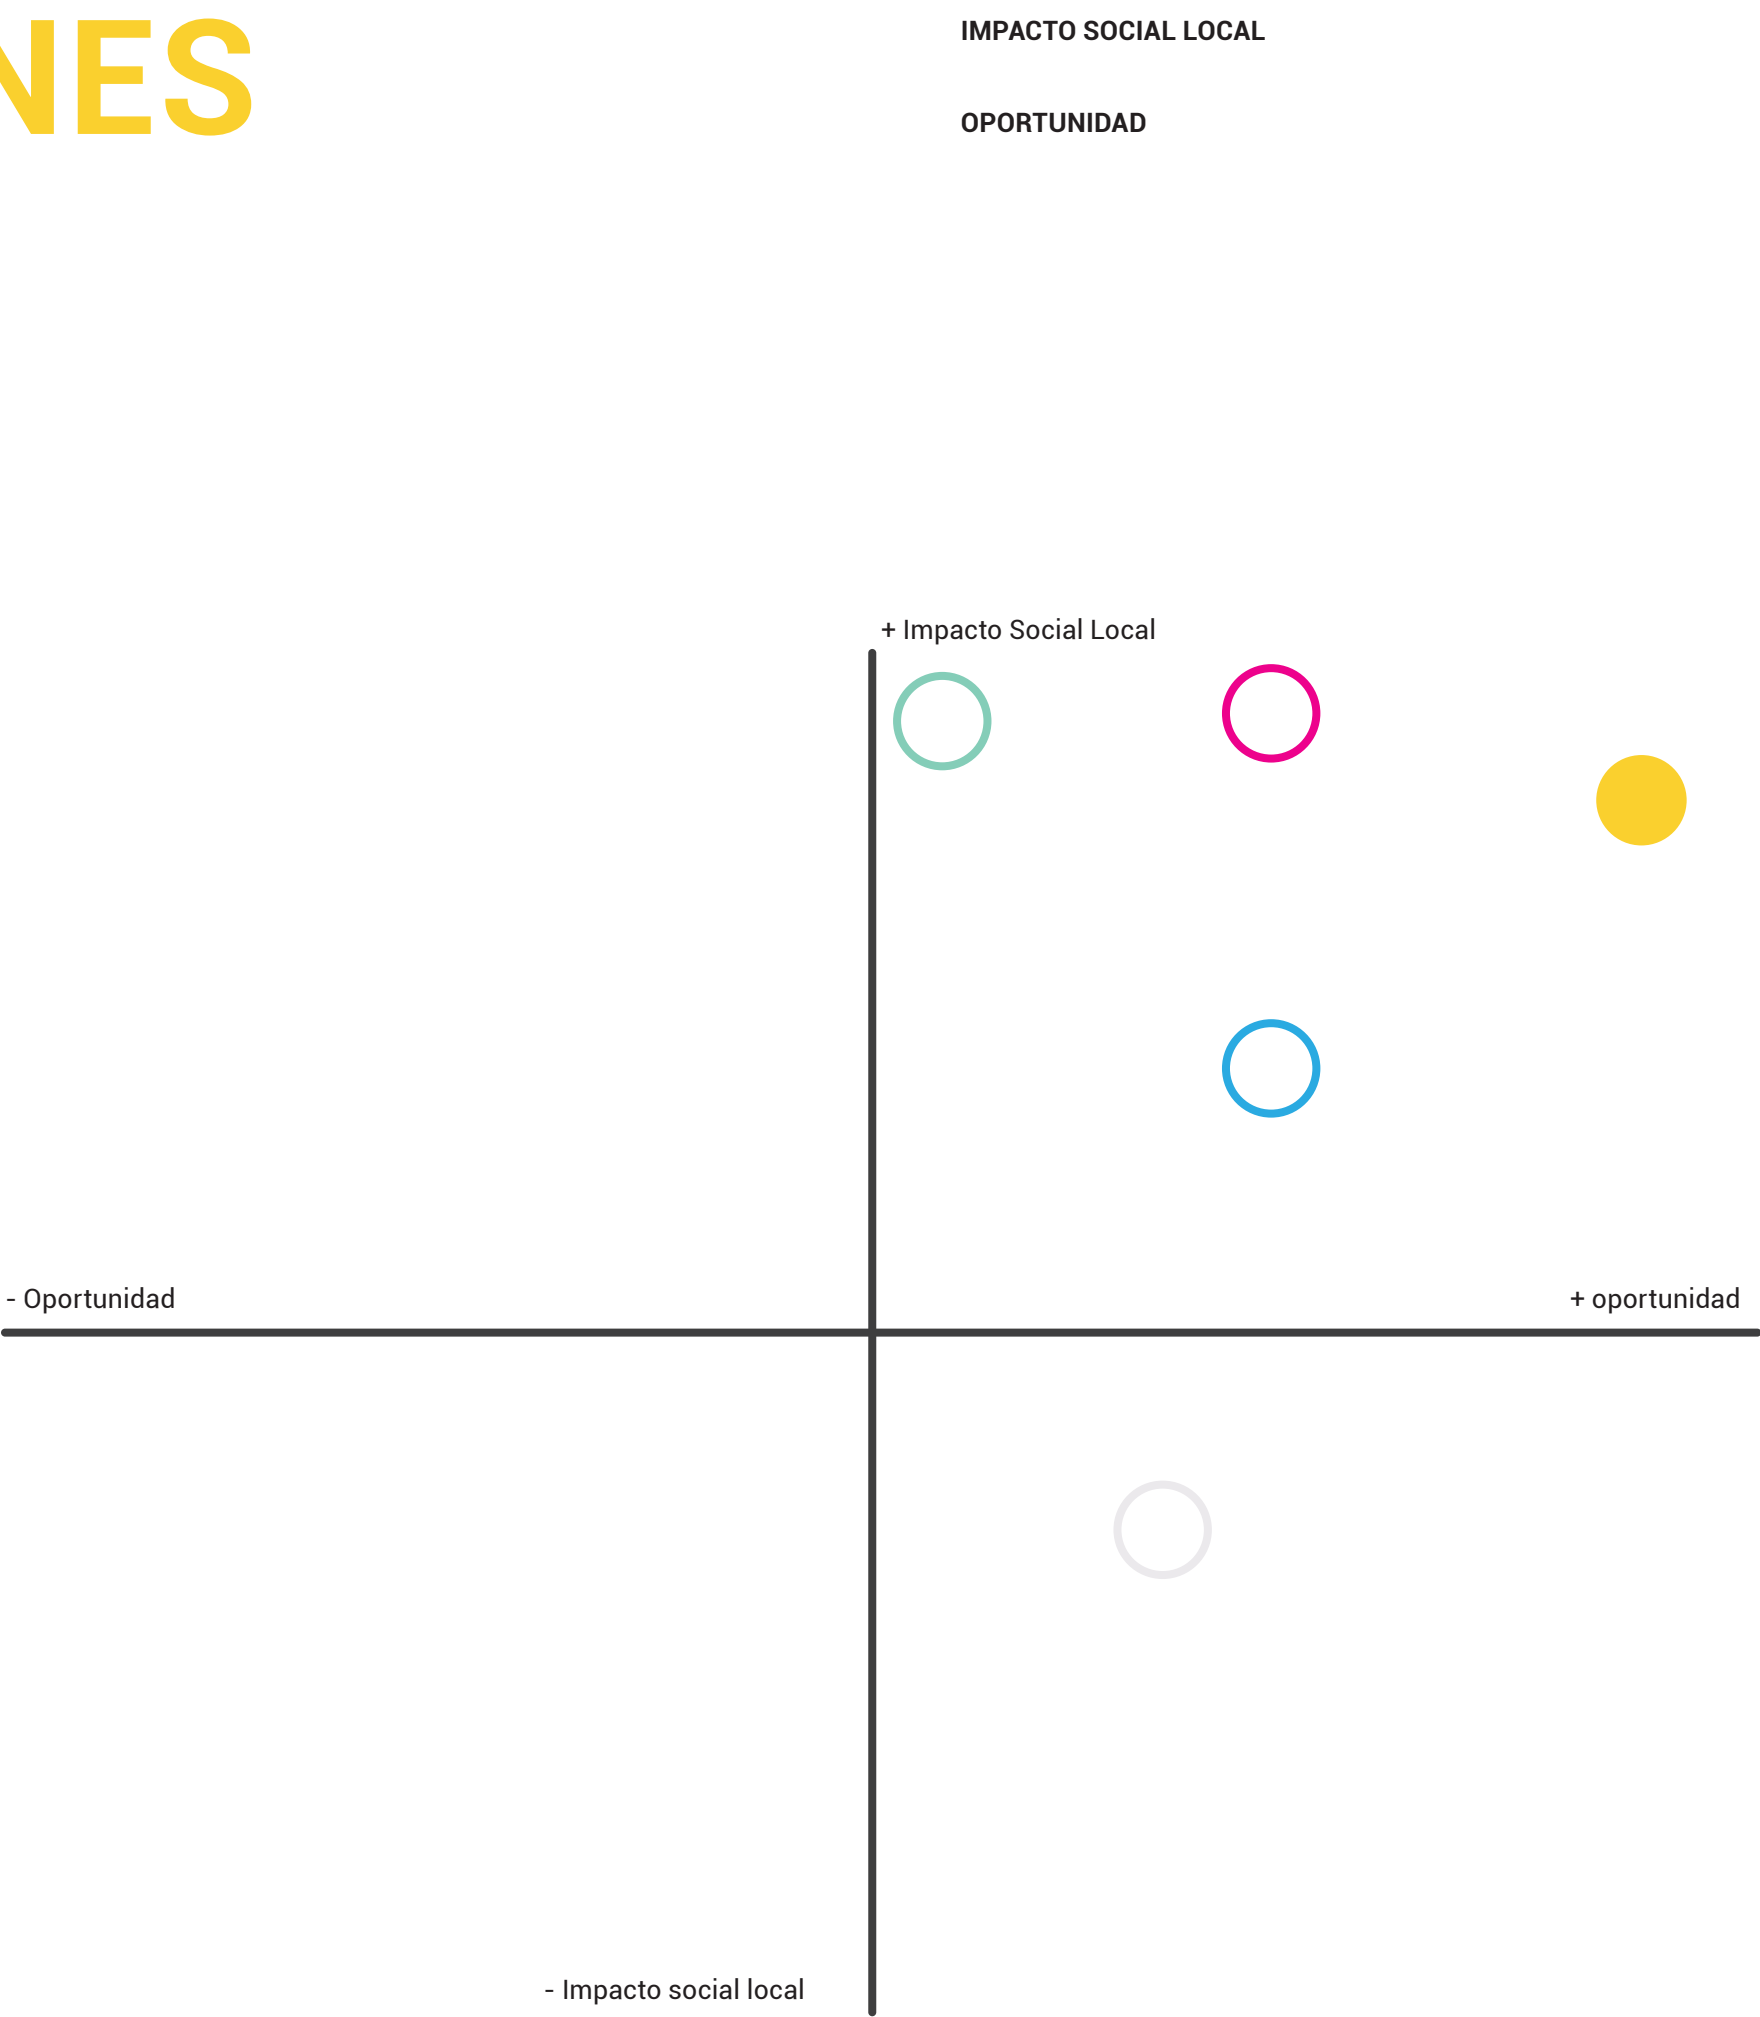 NES
IMPACTO SOCIAL LOCAL
OPORTUNIDAD
+ Impacto Social Local
- Oportunidad
+ oportunidad
- Impacto social local